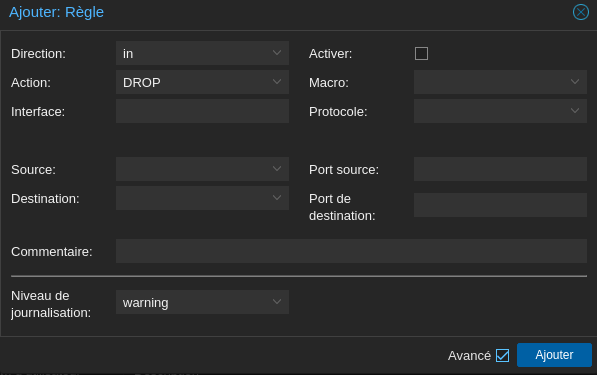 Ajouter: Règle
Direction: in Activer:
Action: DROP Macro:
Interface: Protocole:
Source: Port source:
Destination: Port de
destination:
Commentaire:
Niveau de
journalisation: warning
Avancé Ajouter